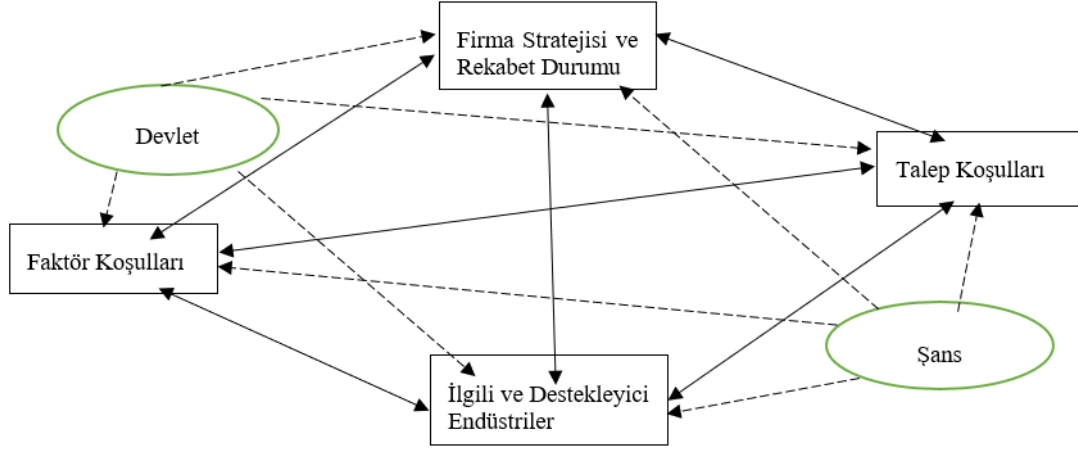 Firma Stratejisi ve
Rekabet Durumu
Devlet
Talep Koşulları
Faktör Koşulları
Şans
İlgili ve Destekleyici
Endüstriler